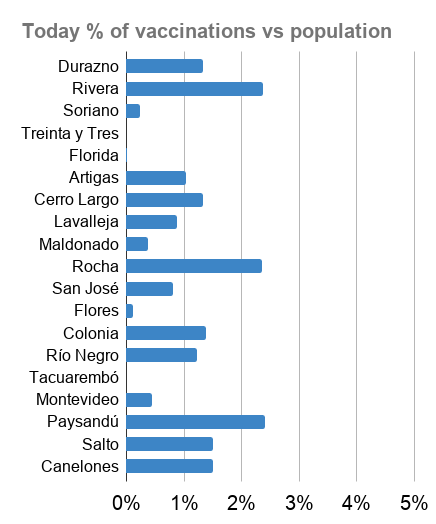 Today % of vaccinations vs population
Durazno
Rivera
Soriano
Treinta y Tres
Florida
Artigas
Cerro Largo
Lavalleja
Maldonado
Rocha
San José
Flores
Colonia
Río Negro
Tacuarembó
Montevideo
Paysandú
Salto
Canelones
0% 1% 2% 3% 4% 5%